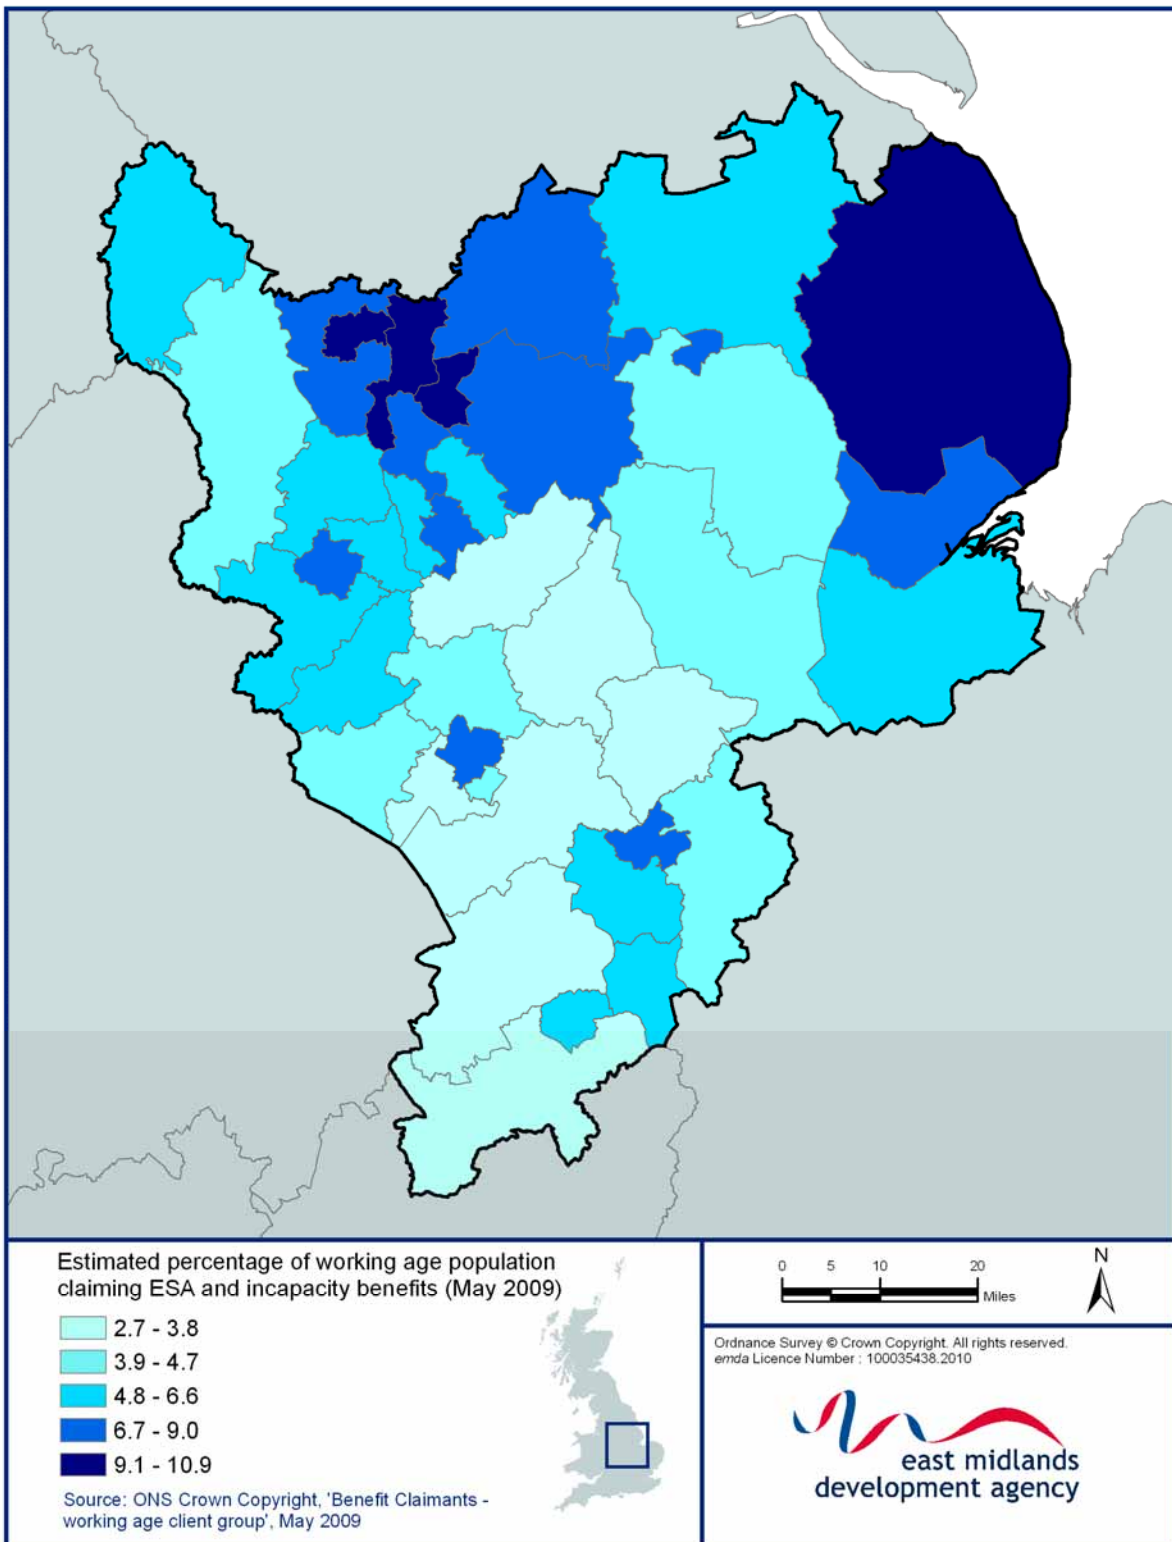 Estimated percentage of working age population
claiming ESA and incapacity benefits (May 2009)
2.7 - 3.8
3.9 - 4.7
4.8 - 6.6
6.7 - 9.0
9.1 - 10.9
Source: ONS Crown Copyright, 'Benefit Claimants -
working age client group', May 2009
0 5 10 20
Miles
N
Ordnance Survey © Crown Copyright. All rights reserved.
emda Licence Number : 100035438.2010
east midlands
development agency